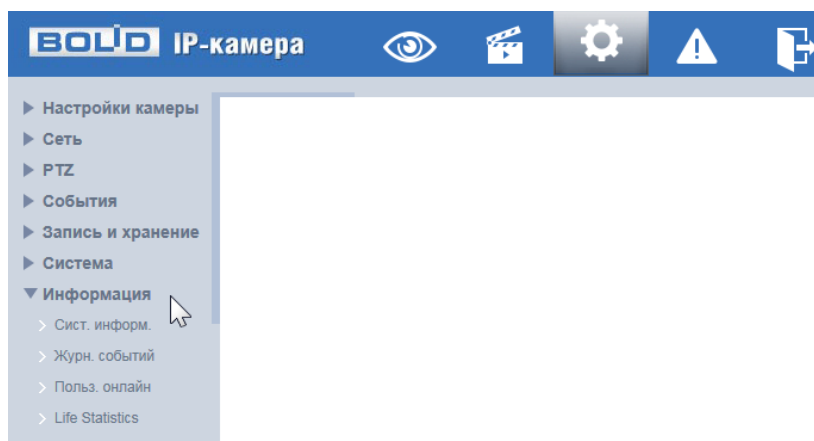 BOLID IP-камера
Настройки камеры
Сеть
PTZ
События
Запись и хранение
Система
Информация
Сист. информ.
Журн. событий
Польз. онлайн
Life Statistics